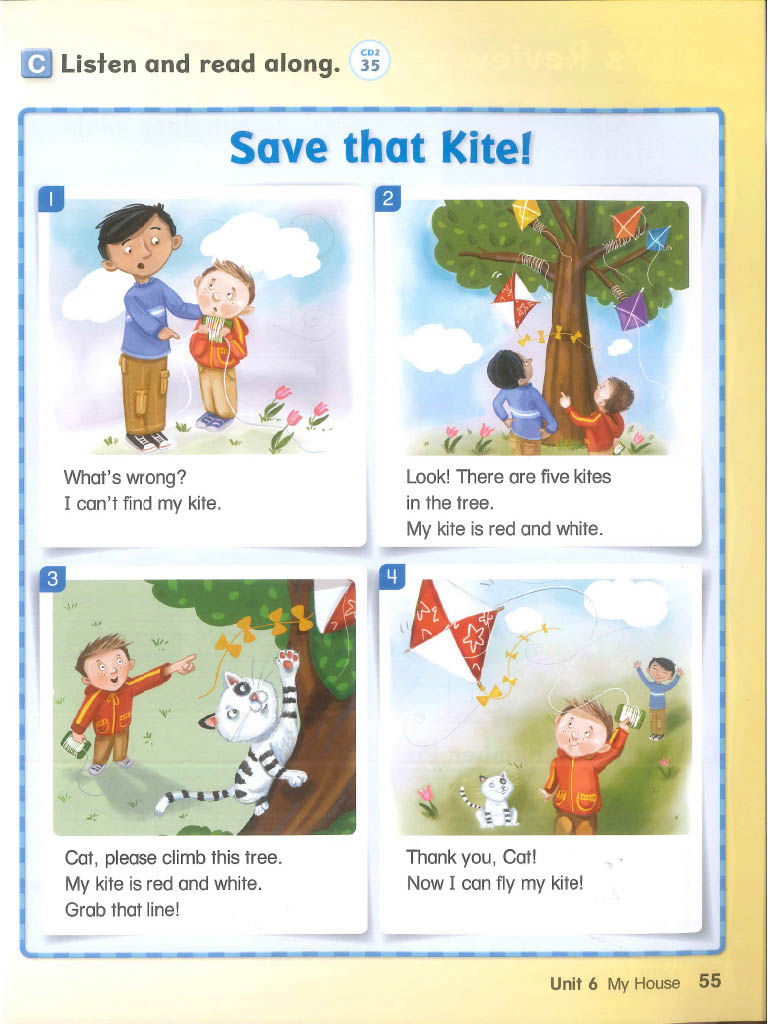 C Listen and read along. CD2 35
Save that Kite!
1
What's wrong?
I can't find my kite.
2
Look! There are five kites
in the tree.
My kite is red and white.
3
Cat, please climb this tree.
My kite is red and white.
Grab that line!
4
Thank you, Cat!
Now I can fly my kite!
Unit 6 My House 55